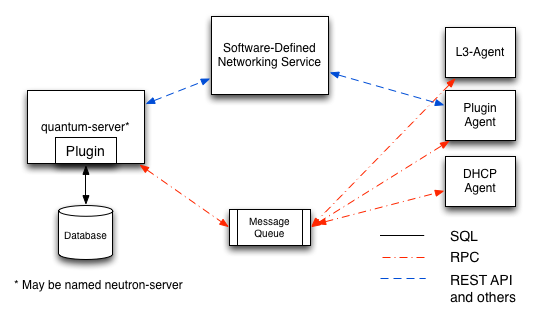 Software-Defined
Networking Service
L3-Agent
quantum-server*
Plugin
Plugin
Agent
DHCP
Agent
Database
Message
Queue
SQL
RPC
REST API
and others
* May be named neutron-server